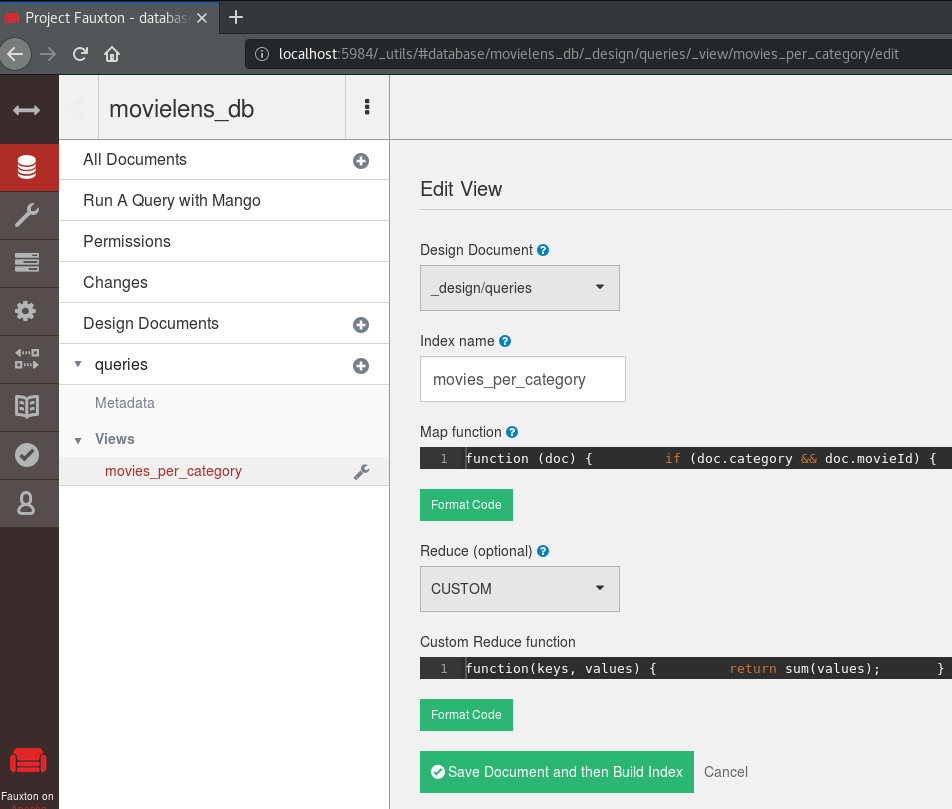 Project Fauxton - databas
localhost:5984/_utils/#database/movielens_db/_design/queries/_view/movies_per_category/edit
movielens_db
All Documents
Run A Query with Mango
Permissions
Changes
Design Documents
queries
Metadata
Views
movies_per_category
Edit View
Design Document
_design/queries
Index name
movies_per_category
Map function
1 function (doc) { if (doc.category && doc.movieId) {
Format Code
Reduce (optional)
CUSTOM
Custom Reduce function
1 function(keys, values) { return sum(values); }
Format Code
Save Document and then Build Index Cancel
Fauxton on